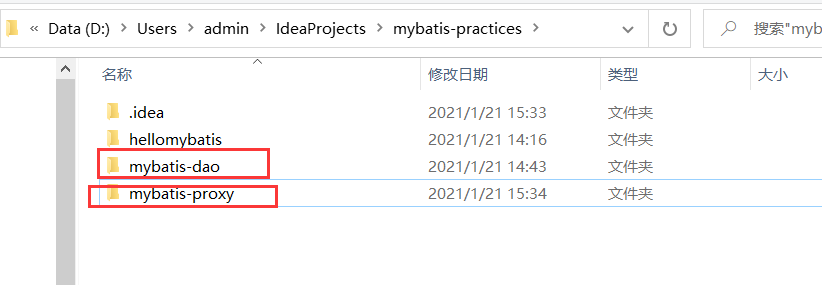 « Data (D:) › Users › admin › IdeaProjects › mybatis-practices › 搜索"myb
名称 修改日期 类型 大小
.idea 2021/1/21 15:33 文件夹
hellomybatis 2021/1/21 14:16 文件夹
mybatis-dao 2021/1/21 14:43 文件夹
mybatis-proxy 2021/1/21 15:34 文件夹